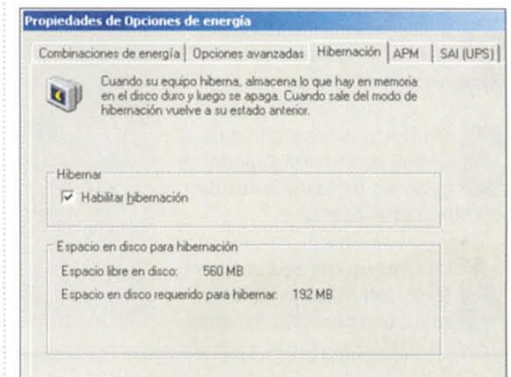 Propiedades de Opciones de energía
Combinaciones de energía Opciones avanzadas Hibernación APM SAI (UPS)
Cuando su equipo hiberna, almacena lo que hay en memoria
en el disco duro y luego se apaga. Cuando sale del modo de
hibernación vuelve a su estado anterior.
Hibernar
Habilitar hibernación
Espacio en disco para hibernación
Espacio libre en disco: 560 MB
Espacio en disco requerido para hibernar: 192 MB